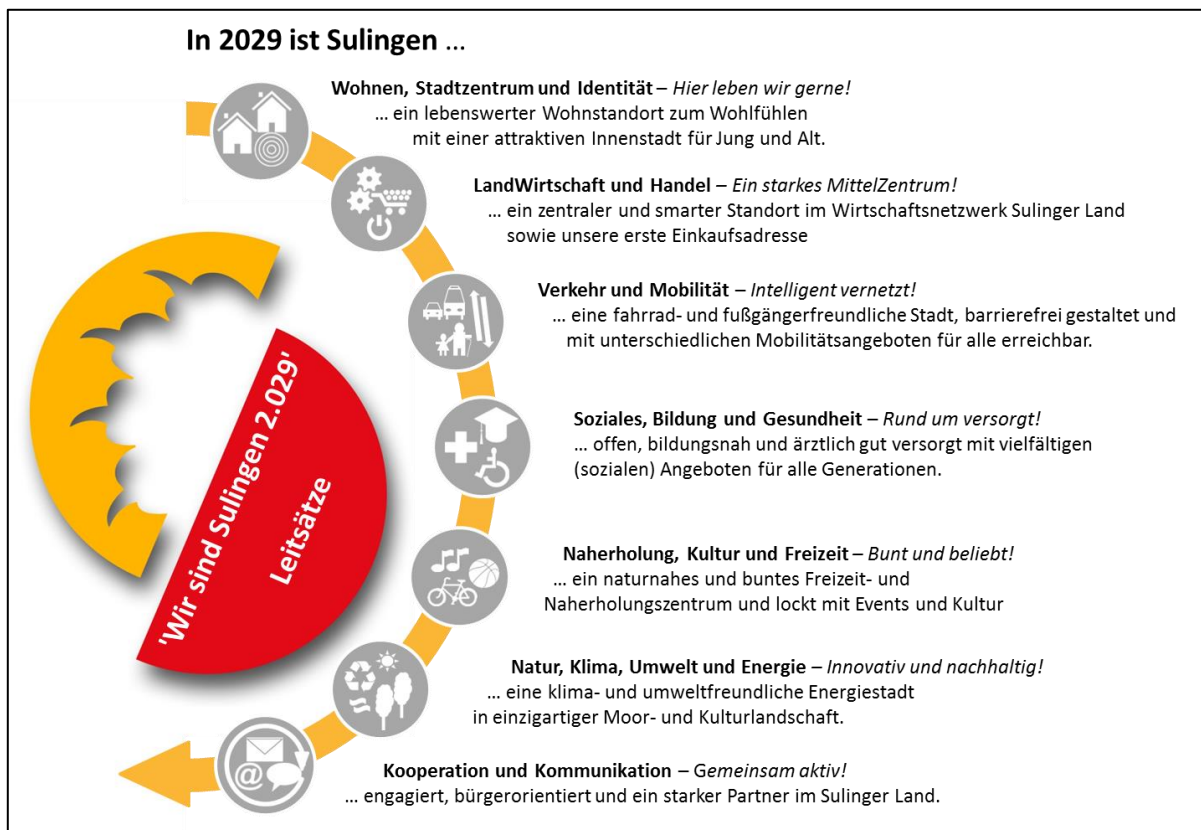 In 2029 ist Sulingen ...
Wohnen, Stadtzentrum und Identität – Hier leben wir gerne!
... ein lebenswerter Wohnstandort zum Wohlfühlen
mit einer attraktiven Innenstadt für Jung und Alt.
LandWirtschaft und Handel – Ein starkes MittelZentrum!
... ein zentraler und smarter Standort im Wirtschaftsnetzwerk Sulinger Land
sowie unsere erste Einkaufsadresse
Verkehr und Mobilität – Intelligent vernetzt!
... eine fahrrad- und fußgängerfreundliche Stadt, barrierefrei gestaltet und
mit unterschiedlichen Mobilitätsangeboten für alle erreichbar.
Soziales, Bildung und Gesundheit – Rund um versorgt!
... offen, bildungsnah und ärztlich gut versorgt mit vielfältigen
(sozialen) Angeboten für alle Generationen.
'Wir sind Sulingen 2.029'
Leitsätze
Naherholung, Kultur und Freizeit – Bunt und beliebt!
... ein naturnahes und buntes Freizeit- und
Naherholungszentrum und lockt mit Events und Kultur
Natur, Klima, Umwelt und Energie – Innovativ und nachhaltig!
... eine klima- und umweltfreundliche Energiestadt
in einzigartiger Moor- und Kulturlandschaft.
@
Kooperation und Kommunikation – Gemeinsam aktiv!
... engagiert, bürgerorientiert und ein starker Partner im Sulinger Land.